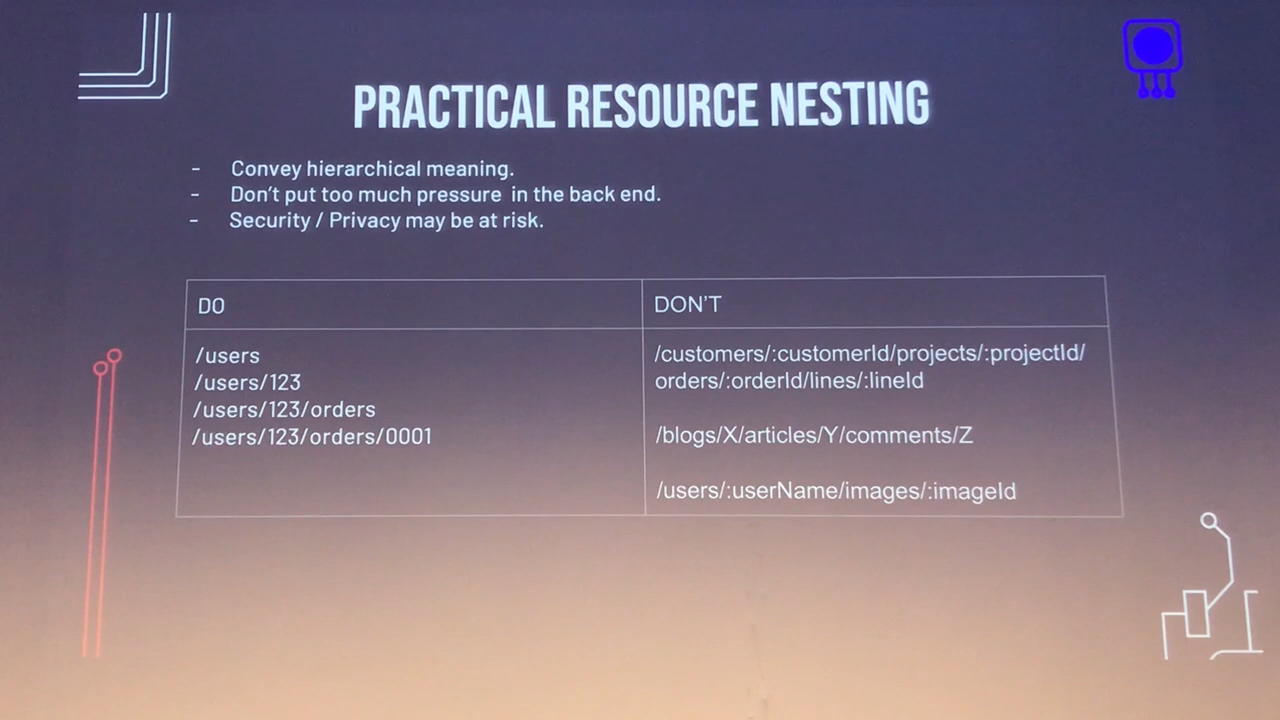 PRACTICAL RESOURCE NESTING
- Convey hierarchical meaning.
- Don't put too much pressure in the back end.
- Security / Privacy may be at risk.
DO
/users
/users/123
/users/123/orders
/users/123/orders/0001
DON'T
/customers/:customerId/projects/:projectId/
orders/:orderId/lines/:lineId
/blogs/X/articles/Y/comments/Z
/users/:userName/images/:imageId